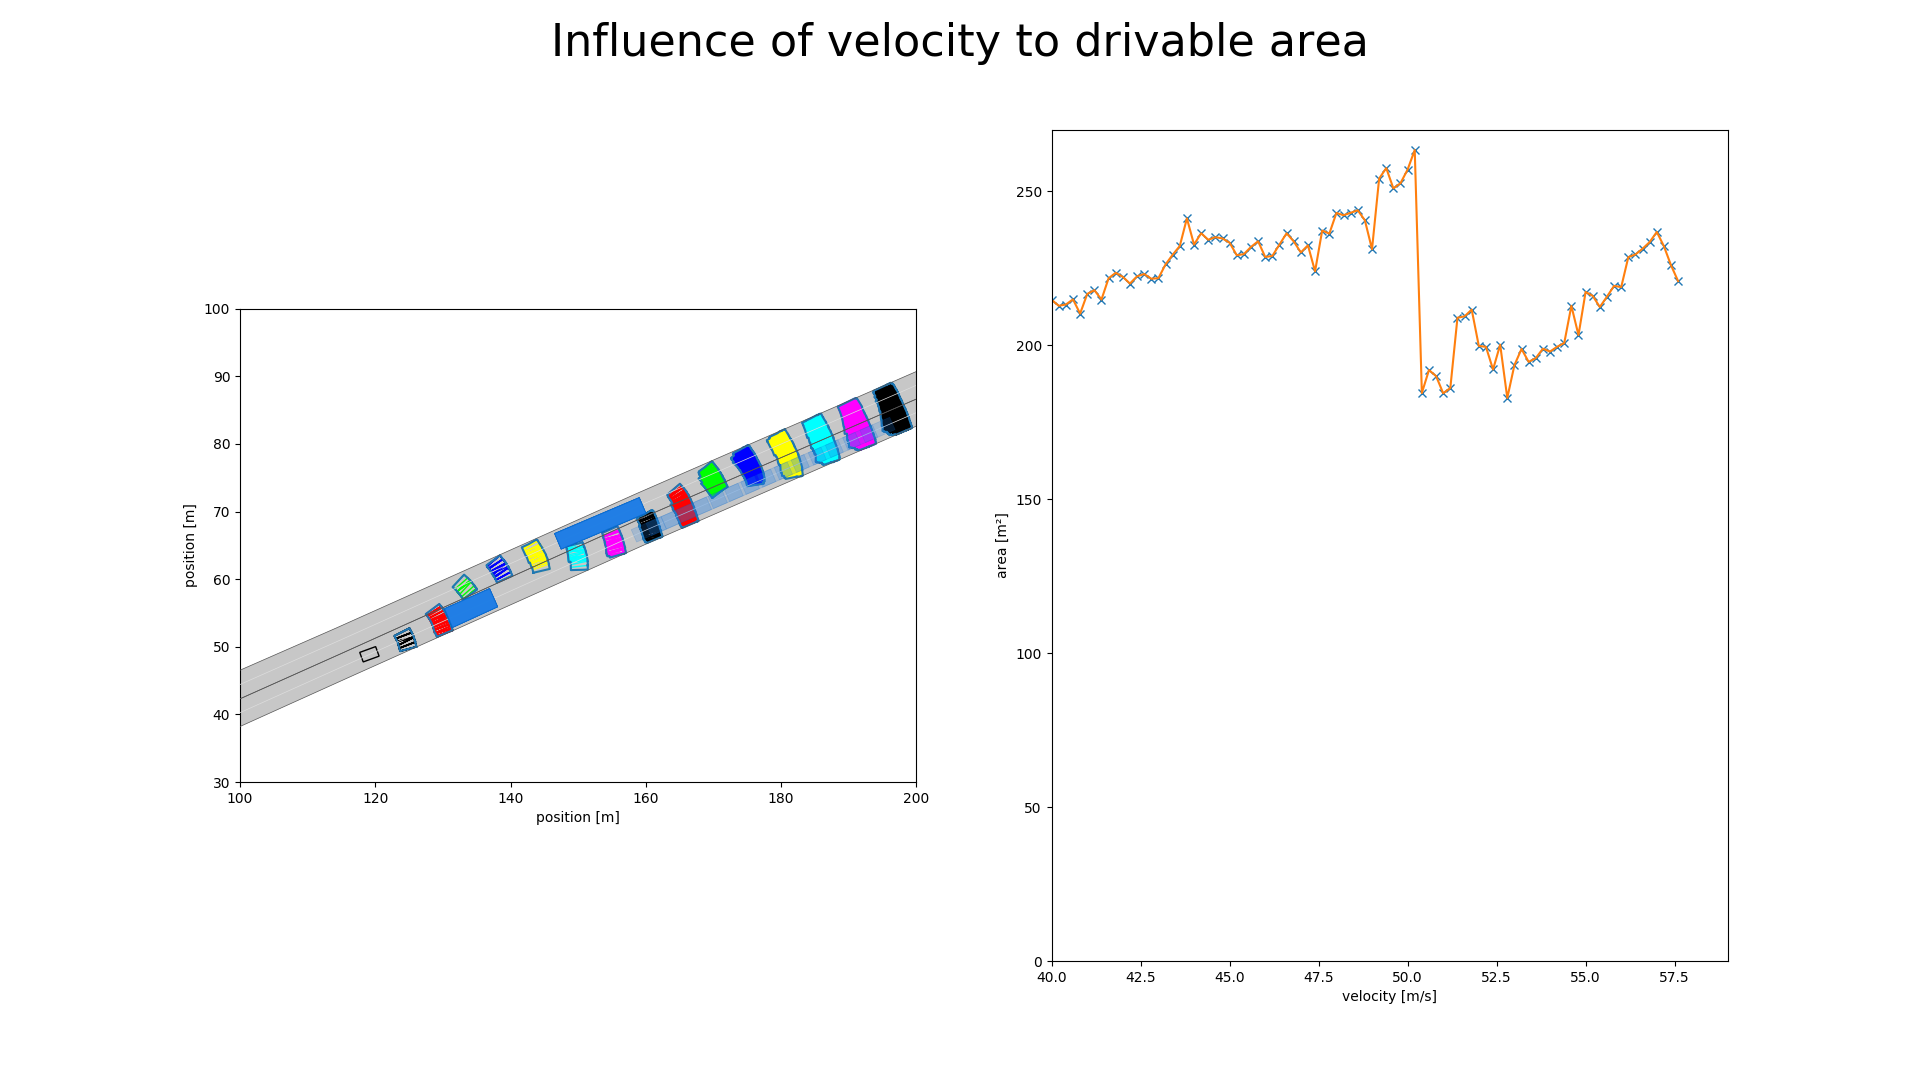 Influence of velocity to drivable area
100
90
80
70
60
50
40
30
position [m]
100 120 140 160 180 200
position [m]
250
200
150
100
50
0
area [m²]
40.0 42.5 45.0 47.5 50.0 52.5 55.0 57.5
velocity [m/s]